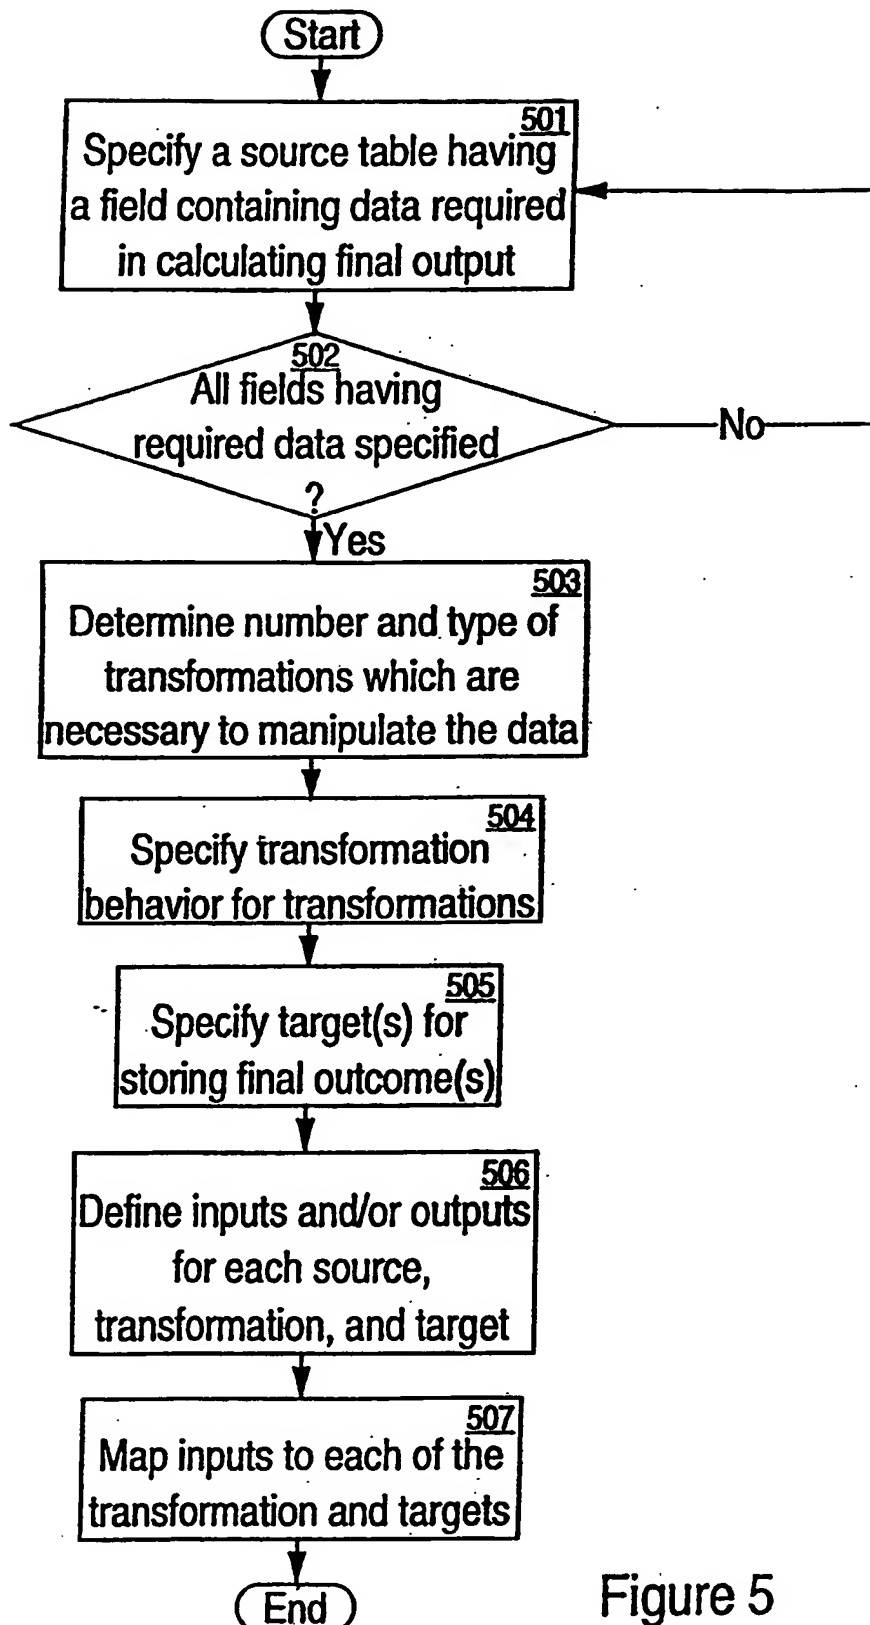 Start
501
Specify a source table having
a field containing data required
in calculating final output
502
All fields having
required data specified
?
No
Yes
503
Determine number and type of
transformations which are
necessary to manipulate the data
504
Specify transformation
behavior for transformations
505
Specify target(s) for
storing final outcome(s)
506
Define inputs and/or outputs
for each source,
transformation, and target
507
Map inputs to each of the
transformation and targets
End
Figure 5